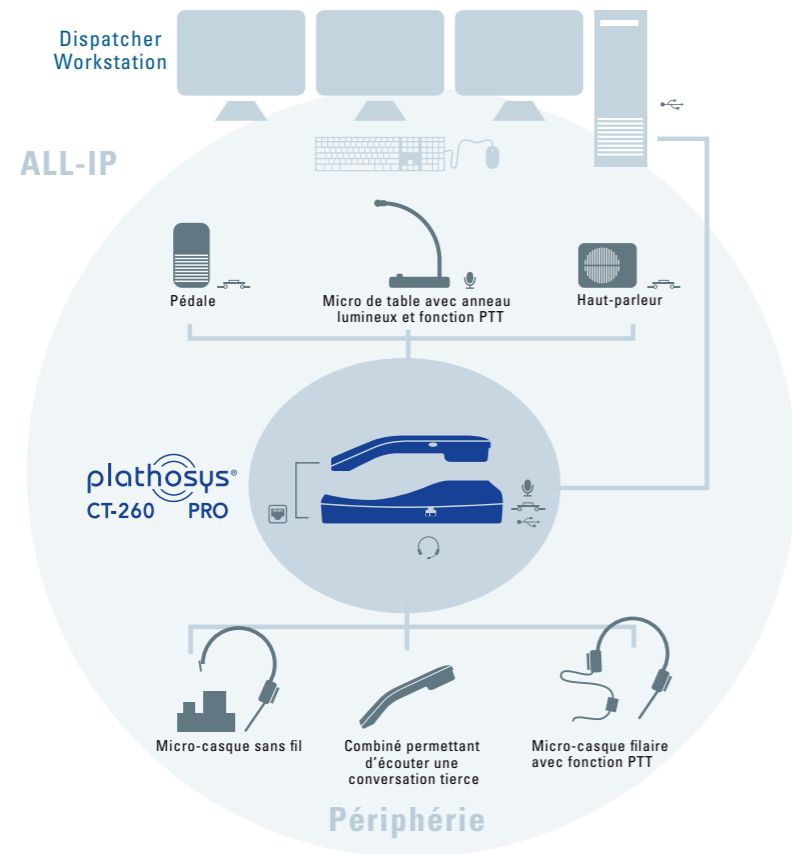 Dispatcher
Workstation
ALL-IP
Pédale
Micro de table avec anneau
lumineux et fonction PTT
Haut-parleur
plathosys®
CT-260 PRO
Micro-casque sans fil
Combiné permettant
d’écouter une
conversation tierce
Micro-casque filaire
avec fonction PTT
Périphérie